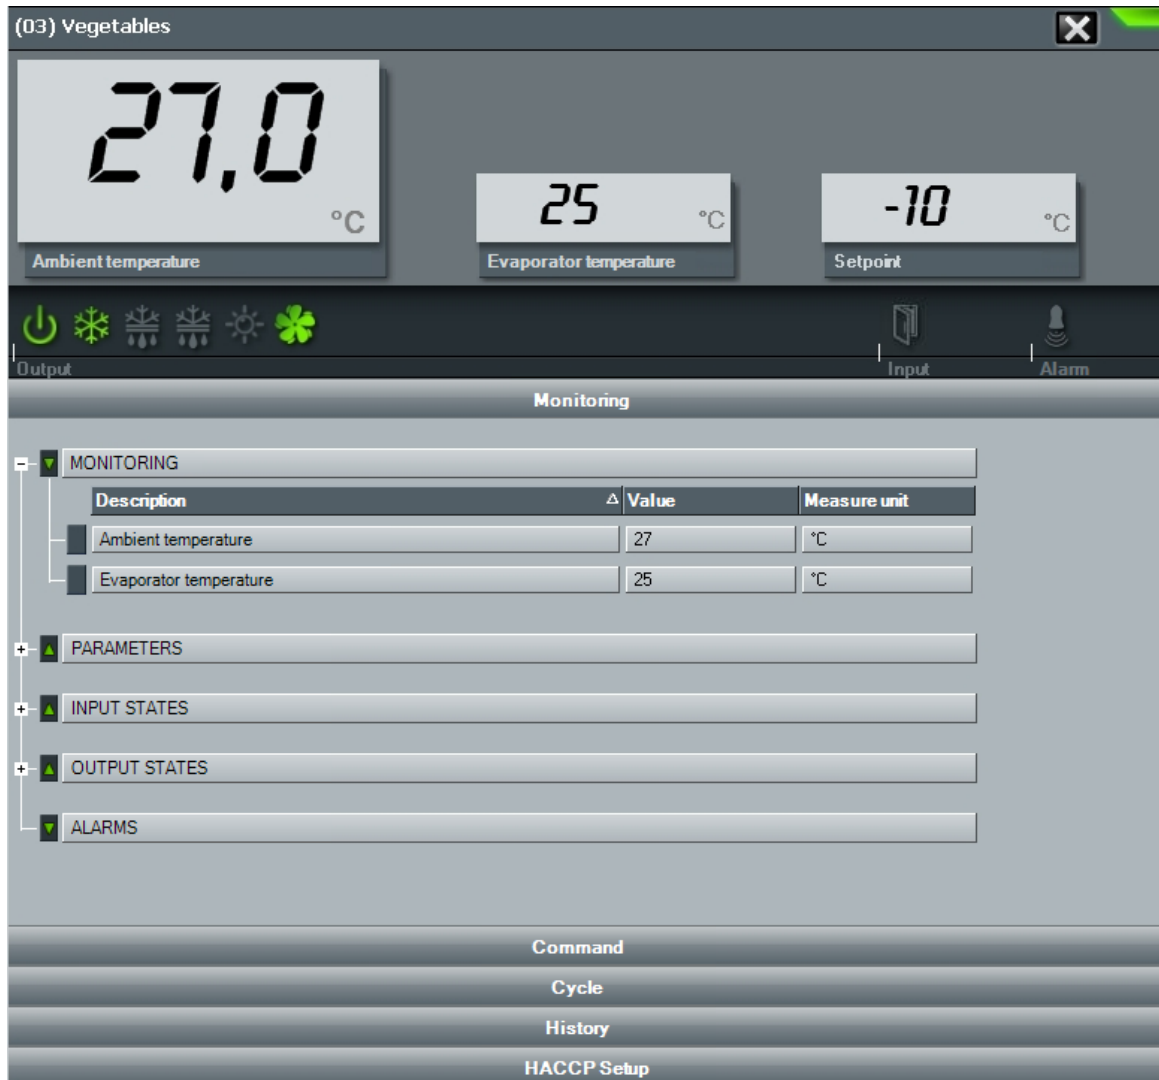 (03) Vegetables
27,0 °C
Ambient temperature
25 °C
Evaporator temperature
-10 °C
Setpoint
Output
Input
Alarm
Monitoring
MONITORING
Description Value Measure unit
Ambient temperature 27 °C
Evaporator temperature 25 °C
PARAMETERS
INPUT STATES
OUTPUT STATES
ALARMS
Command
Cycle
History
HACCP Setup